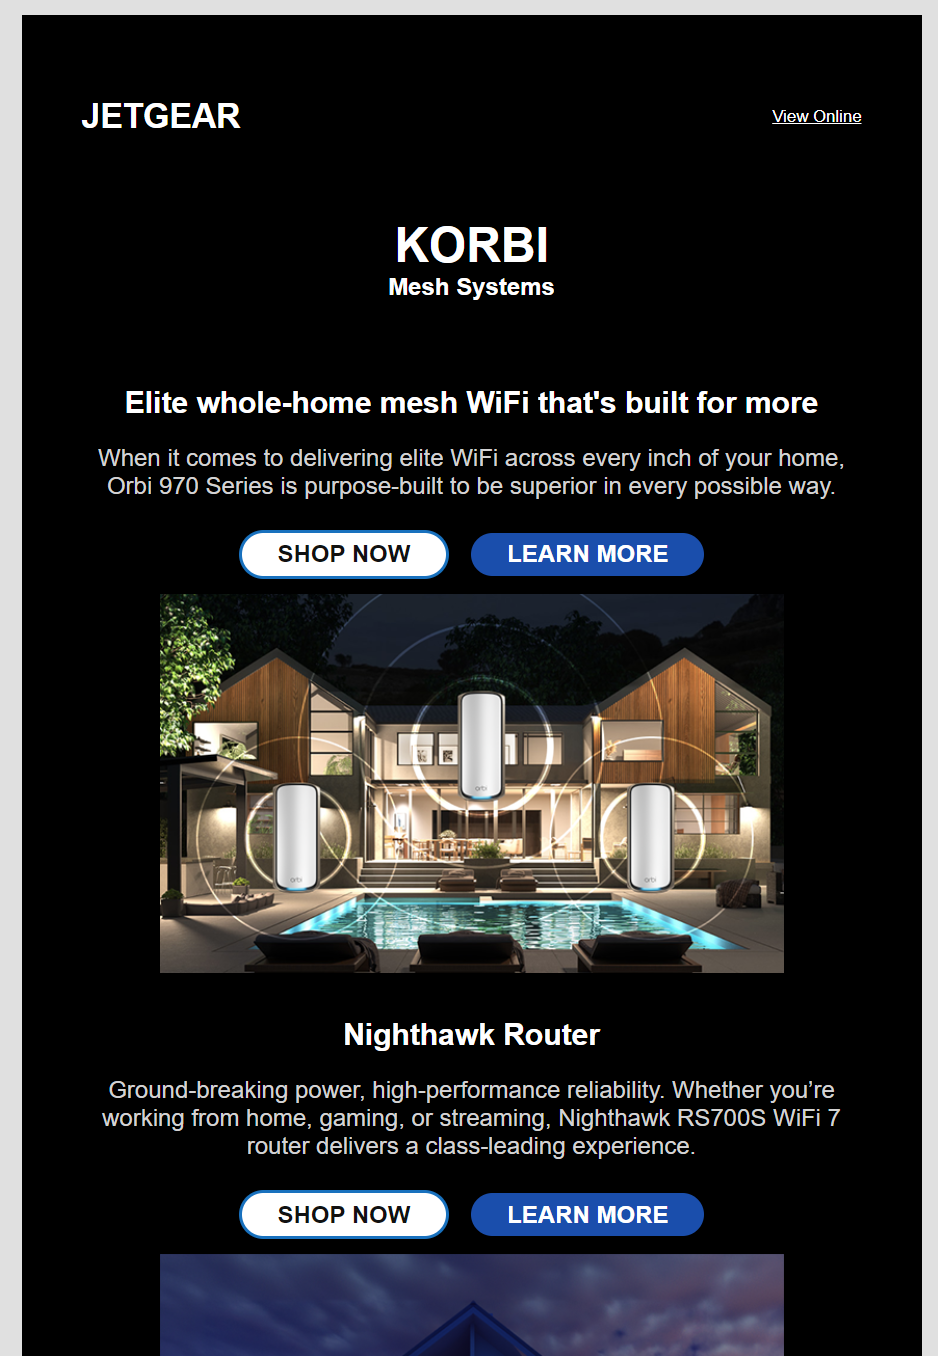 JETGEAR
View Online
KORBI
Mesh Systems
Elite whole-home mesh WiFi that's built for more
When it comes to delivering elite WiFi across every inch of your home,
Orbi 970 Series is purpose-built to be superior in every possible way.
SHOP NOW
LEARN MORE
orbi
orbi
orbi
Nighthawk Router
Ground-breaking power, high-performance reliability. Whether you’re
working from home, gaming, or streaming, Nighthawk RS700S WiFi 7
router delivers a class-leading experience.
SHOP NOW
LEARN MORE